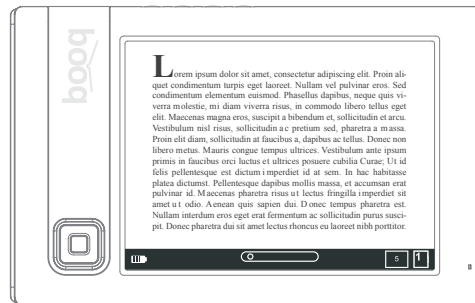 booq
Lorem ipsum dolor sit amet, consectetur adipiscing elit. Proin ali-
quet condimentum turpis eget laoreet. Nullam vel pulvinar eros. Sed
condimentum elementum euismod. Phasellus dapibus, neque quis vi-
verra molestie, mi diam viverra risus, in commodo libero tellus eget
elit. Maecenas magna eros, suscipit a bibendum et, sollicitudin et arcu.
Vestibulum nisl risus, sollicitudin a c pretium sed, pharetra a massa.
Proin elit diam, sollicitudin at faucibus a, dapibus ac tellus. Donec non
libero metus. Mauris congue tempus ultrices. Vestibulum ante ipsum
primis in faucibus orci luctus et ultrices posuere cubilia Curae; Ut id
felis pellentesque est dictum i mperdiet id at sem. In hac habitasse
platea dictumst. Pellentesque dapibus mollis massa, et accumsan erat
pulvinar id. M aecenas pharetra risus ut lectus fringilla i mperdiet sit
amet u t odio. Aenean quis sapien dui. D onec tempus pharetra est.
Nullam interdum eros eget erat fermentum ac sollicitudin purus susci-
pit. Donec pharetra dui sit amet lectus rhoncus eu laoreet nibh porttitor.
5 1